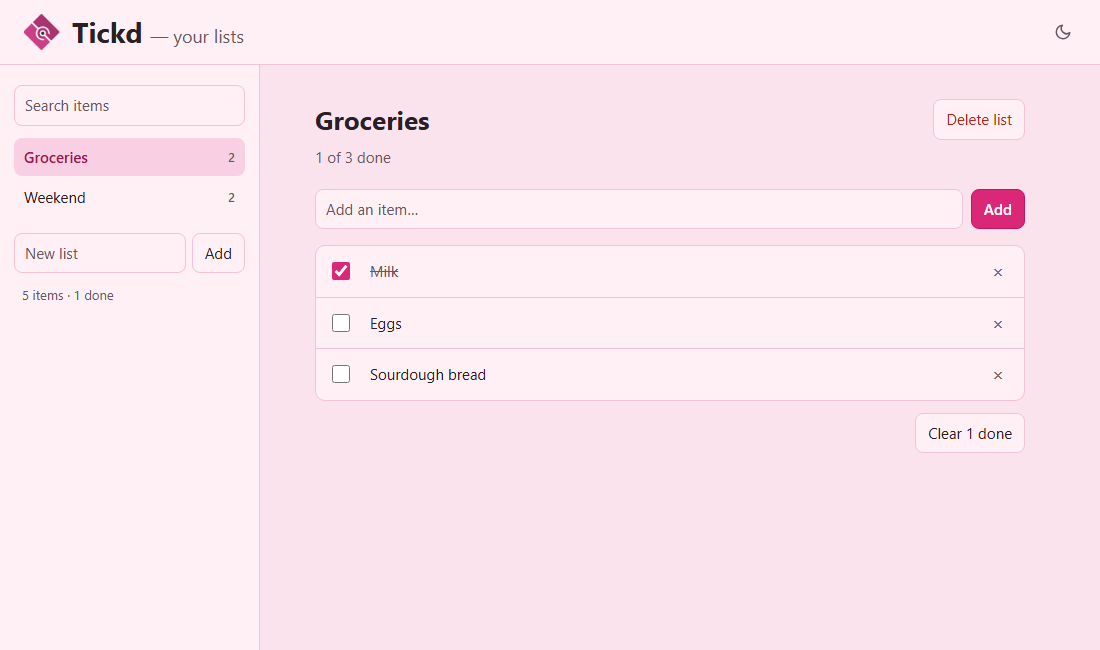 Tickd — your lists
Search items
Groceries 2
Weekend 2
New list Add
5 items · 1 done
Groceries
Delete list
1 of 3 done
Add an item... Add
Milk ×
Eggs ×
Sourdough bread ×
Clear 1 done